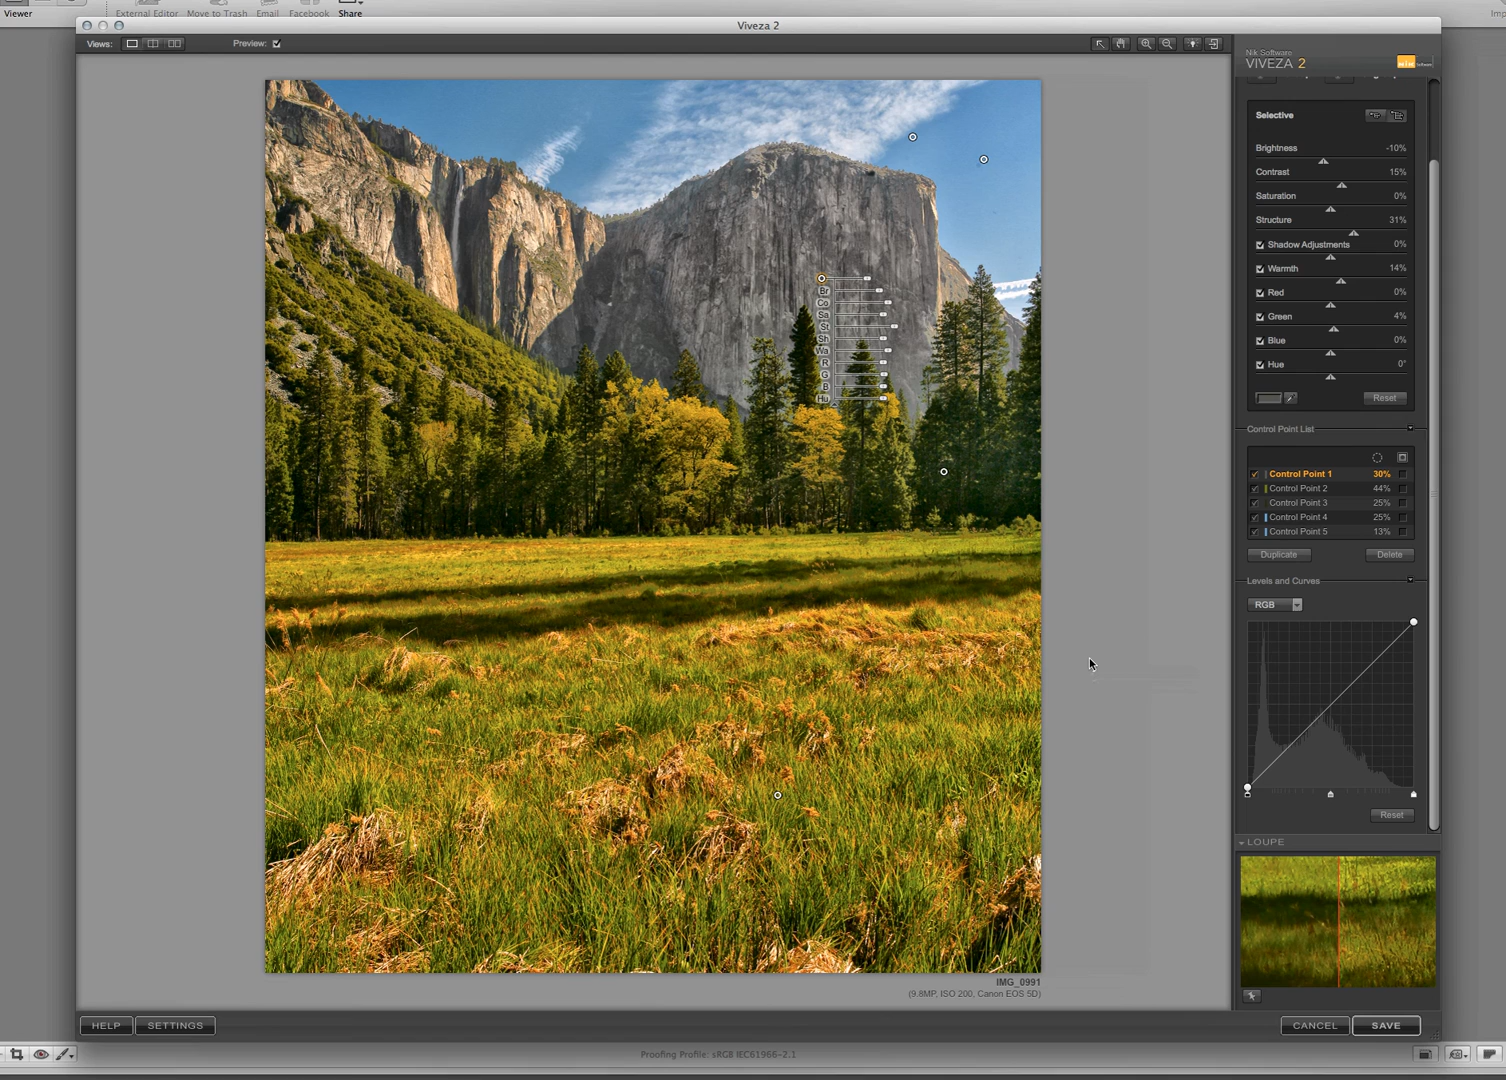 Viewer
External Editor
Move to Trash
Email
Facebook
Share
Viveza 2
Views:
Preview:
Nik Software
VIVEZA 2
Nik Software
Selective
Brightness -10%
Contrast 15%
Saturation 0%
Structure 31%
Shadow Adjustments 0%
Warmth 14%
Red 0%
Green 4%
Blue 0%
Hue 0°
Reset
Br
Co
Sa
St
Sh
Wa
R
G
B
Hu
Control Point List
Control Point 1 30%
Control Point 2 44%
Control Point 3 25%
Control Point 4 25%
Control Point 5 13%
Duplicate
Delete
Levels and Curves
RGB
Reset
LOUPE
IMG_0991
(9.8MP, ISO 200, Canon EOS 5D)
HELP
SETTINGS
CANCEL
SAVE
Proofing Profile: sRGB IEC61966-2.1